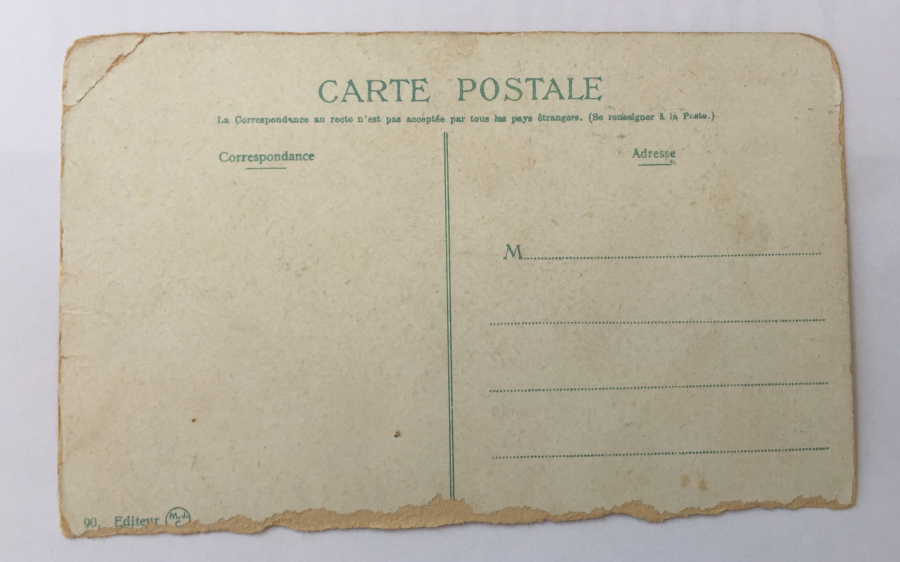 CARTE POSTALE
La Correspondance au recto n'est pas acceptée par tous les pays étrangers. (Se renseigner à la Poste.)
Correspondance
Adresse
M
90. Editeur